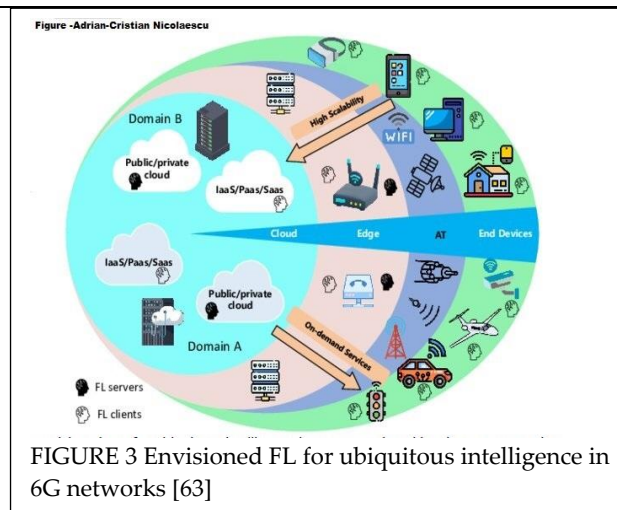 Figure -Adrian-Cristian Nicolaescu
Domain B
High Scalability
WIFI
Public/private
cloud
IaaS/Paas/Saas
Cloud
Edge
AT
End Devices
IaaS/Paas/Saas
Public/private
cloud
Domain A
On-demand Services
FL servers
FL clients
FIGURE 3 Envisioned FL for ubiquitous intelligence in
6G networks [63]